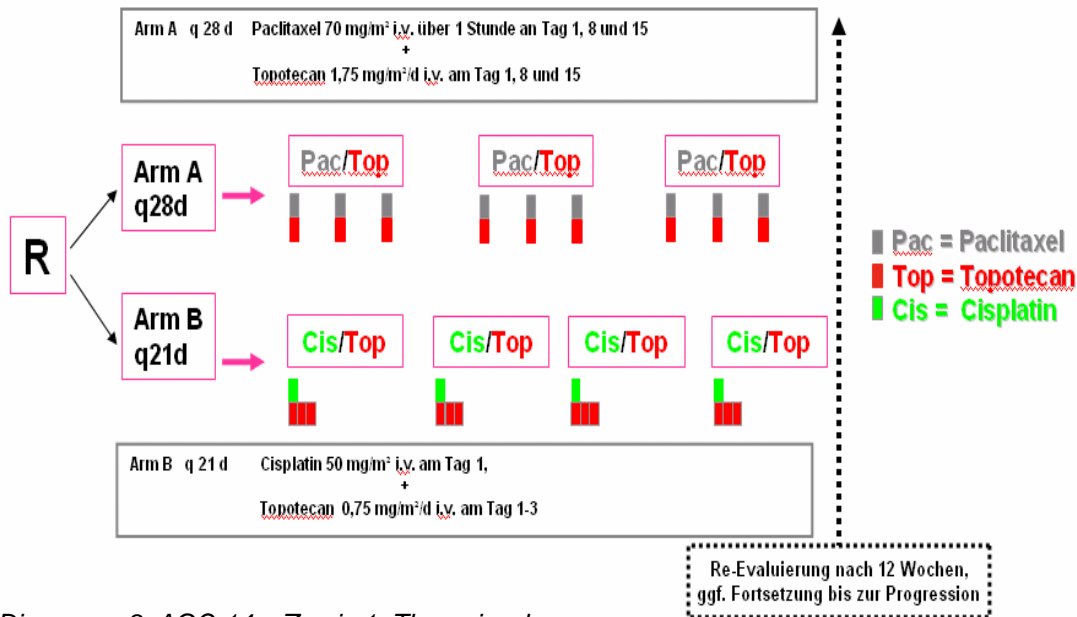 Arm A q 28 d Paclitaxel 70 mg/m² i.v. über 1 Stunde an Tag 1, 8 und 15
+
Topotecan 1,75 mg/m²/d i.v. am Tag 1, 8 und 15
R
Arm A
q28d
Pac/Top
Pac/Top
Pac/Top
Arm B
q21d
Cis/Top
Cis/Top
Cis/Top
Cis/Top
Pac = Paclitaxel
Top = Topotecan
Cis = Cisplatin
Arm B q 21 d Cisplatin 50 mg/m² i.v. am Tag 1,
+
Topotecan 0,75 mg/m²/d i.v. am Tag 1-3
Re-Evaluierung nach 12 Wochen,
ggf. Fortsetzung bis zur Progression